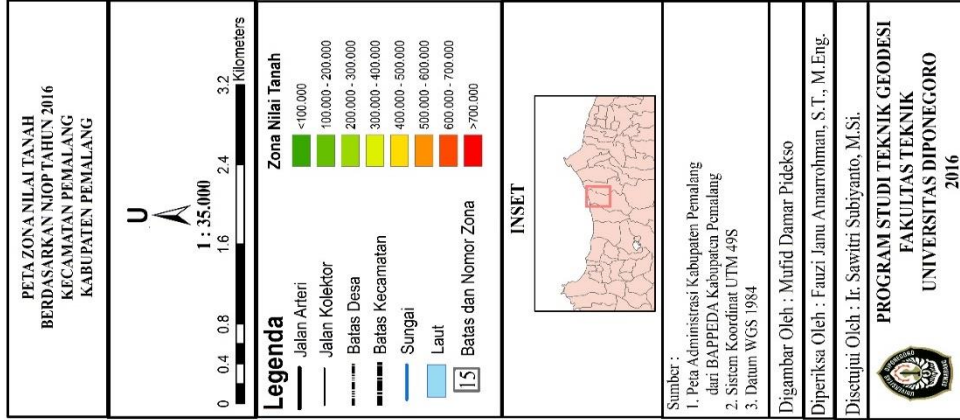 PETA ZONA NILAI TANAH
BERDASARKAN NJOP TAHUN 2016
KECAMATAN PEMALANG
KABUPATEN PEMALANG
U
1 : 35.000
0 0.4 0.8 1.6 2.4 3.2
Kilometers
Legenda
Jalan Arteri
Jalan Kolektor
Batas Desa
Batas Kecamatan
Sungai
Laut
15 Batas dan Nomor Zona
Zona Nilai Tanah
<100.000
100.000 - 200.000
200.000 - 300.000
300.000 - 400.000
400.000 - 500.000
500.000 - 600.000
600.000 - 700.000
>700.000
INSET
Sumber :
1. Peta Administrasi Kabupaten Pemalang
dari BAPPEDA Kabupaten Pemalang
2. Sistem Koordinat UTM 49S
3. Datum WGS 1984
Digambar Oleh : Mufid Damar Pidekso
Diperiksa Oleh : Fauzi Janu Amarrohman, S.T., M.Eng.
Disetujui Oleh : Ir. Sawitri Subiyanto, M.Si.
PROGRAM STUDI TEKNIK GEODESI
FAKULTAS TEKNIK
UNIVERSITAS DIPONEGORO
2016
UNIVERSITAS DIPONEGORO
SEMARANG